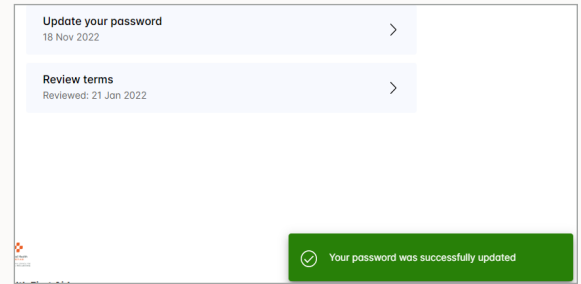 Update your password
18 Nov 2022
Review terms
Reviewed: 21 Jan 2022
Your password was successfully updated